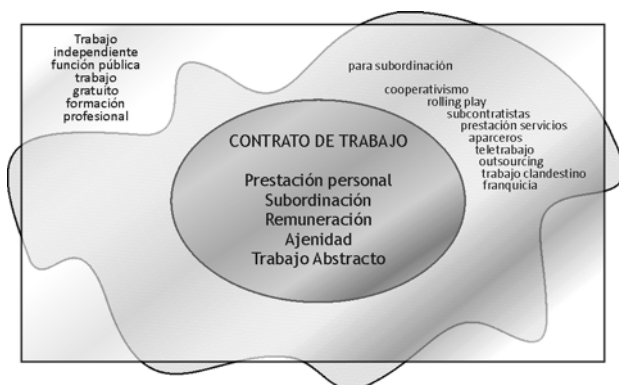 Trabajo
independiente
función pública
trabajo
gratuito
formación
profesional
para subordinación
cooperativismo
rolling play
subcontratistas
prestación servicios
aparceros
teletrabajo
outsourcing
trabajo clandestino
franquicia
CONTRATO DE TRABAJO
Prestación personal
Subordinación
Remuneración
Ajenidad
Trabajo Abstracto